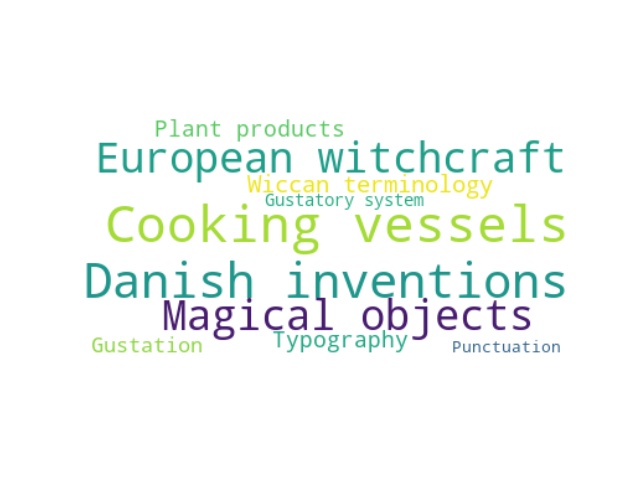 Plant products
European witchcraft
Wiccan terminology
Gustatory system
Cooking vessels
Danish inventions
Magical objects
Typography
Gustation
Punctuation